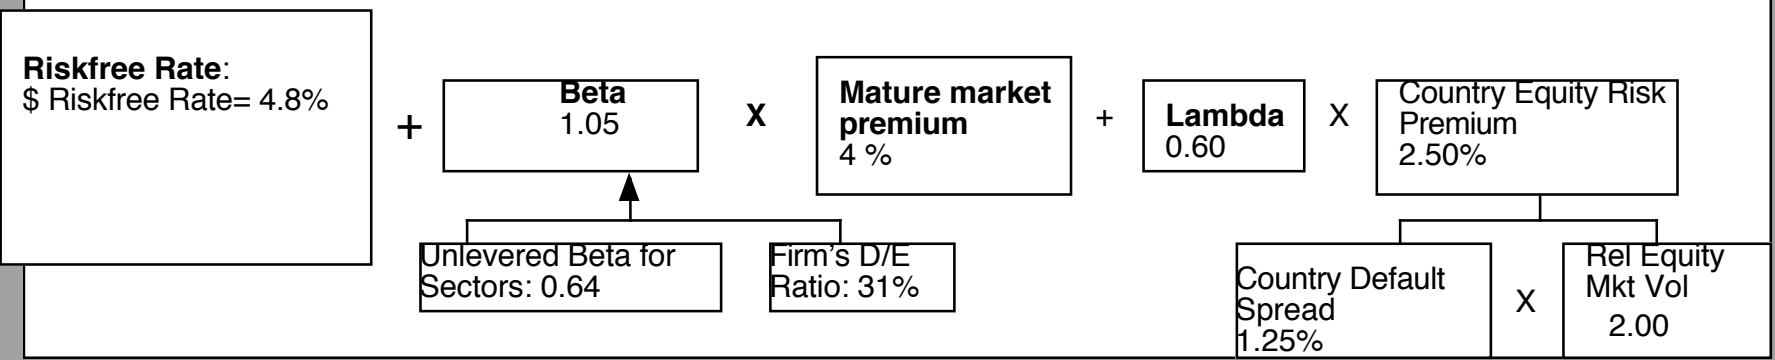 Riskfree Rate:
$ Riskfree Rate= 4.8%
+
Beta
1.05
X
Mature market
premium
4 %
+
Lambda
0.60
X
Country Equity Risk
Premium
2.50%
Unlevered Beta for
Sectors: 0.64
Firm's D/E
Ratio: 31%
Country Default
Spread
1.25%
X
Rel Equity
Mkt Vol
2.00